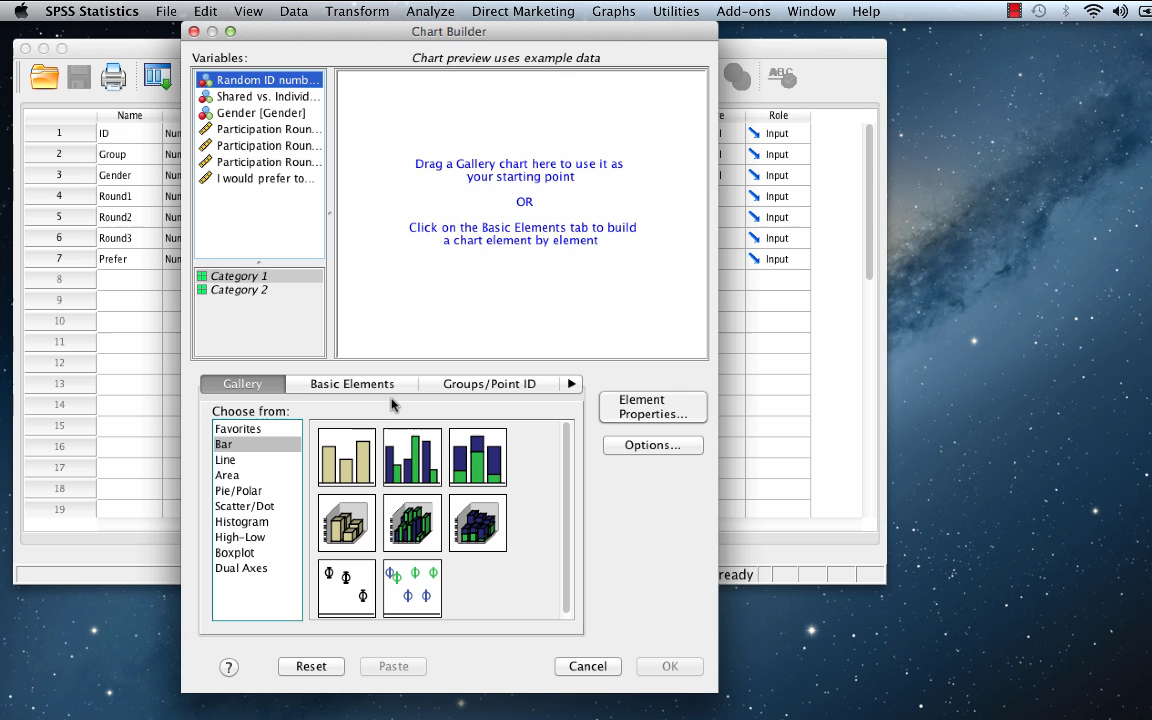 SPSS Statistics File Edit View Data Transform Analyze Direct Marketing Graphs Utilities Add-ons Window Help
Chart Builder
Variables:
Chart preview uses example data
Random ID numb...
Shared vs. Individ...
Gender [Gender]
Participation Roun...
Participation Roun...
Participation Roun...
I would prefer to...
Category 1
Category 2
Drag a Gallery chart here to use it as
your starting point
OR
Click on the Basic Elements tab to build
a chart element by element
Gallery Basic Elements Groups/Point ID
Choose from:
Favorites
Bar
Line
Area
Pie/Polar
Scatter/Dot
Histogram
High-Low
Boxplot
Dual Axes
Element
Properties...
Options...
? Reset Paste Cancel OK
ABC
Name Role
1 ID Input
2 Group Input
3 Gender Input
4 Round1 Input
5 Round2 Input
6 Round3 Input
7 Prefer Input
8
9
10
11
12
13
14
15
16
17
18
19
ready